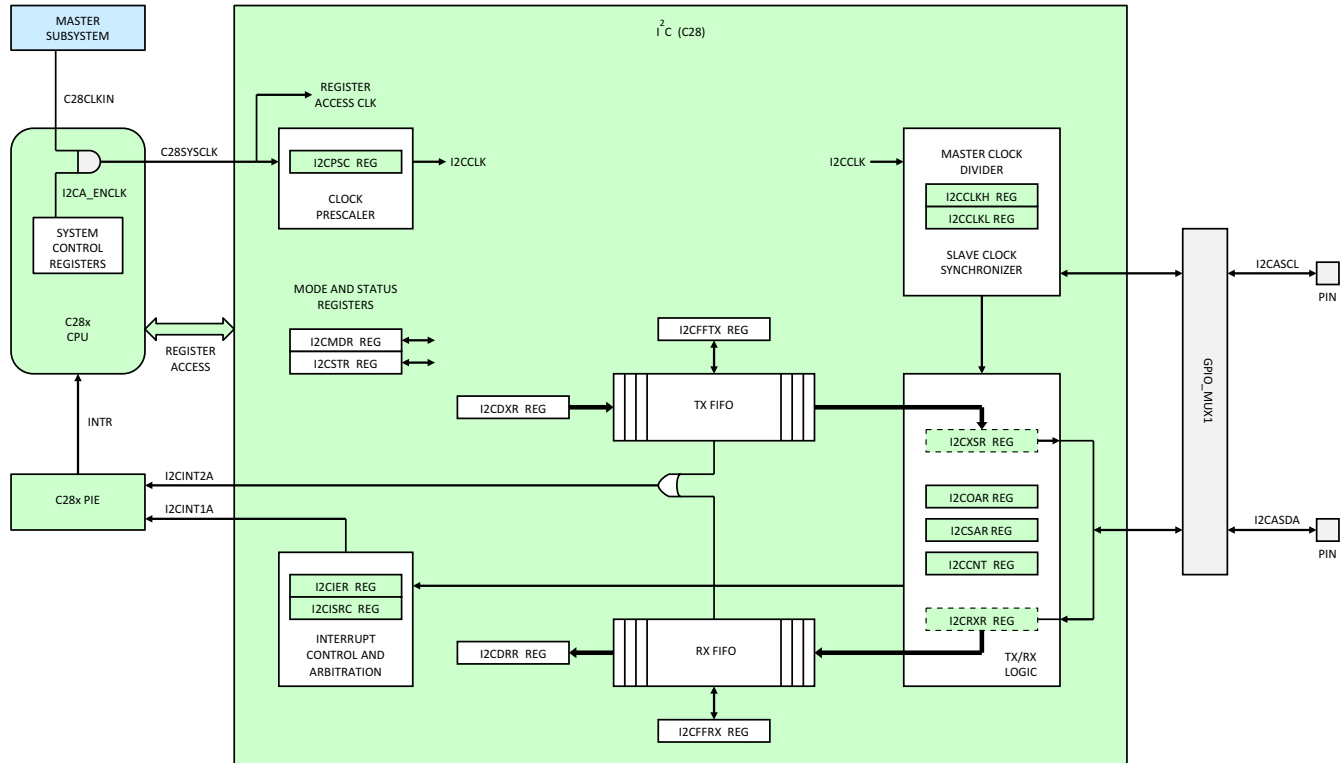 MASTER
SUBSYSTEM
I2C (C28)
C28CLKIN
REGISTER
ACCESS CLK
C28SYSCLK
I2CA_ENCLK
SYSTEM
CONTROL
REGISTERS
C28x
CPU
REGISTER
ACCESS
INTR
C28x PIE
I2CINT2A
I2CINT1A
I2CPSC REG
CLOCK
PRESCALER
I2CCLK
I2CCLK
MASTER CLOCK
DIVIDER
I2CCLKH REG
I2CCLKL REG
SLAVE CLOCK
SYNCHRONIZER
MODE AND STATUS
REGISTERS
I2CMDR REG
I2CSTR REG
I2CFFTX REG
I2CDXR REG
TX FIFO
I2CXSR REG
I2COAR REG
I2CSAR REG
I2CCNT REG
I2CRXR REG
TX/RX
LOGIC
I2CIER REG
I2CISRC REG
INTERRUPT
CONTROL AND
ARBITRATION
I2CDRR REG
RX FIFO
I2CFFRX REG
GPIO_MUX1
I2CASCL
PIN
I2CASDA
PIN